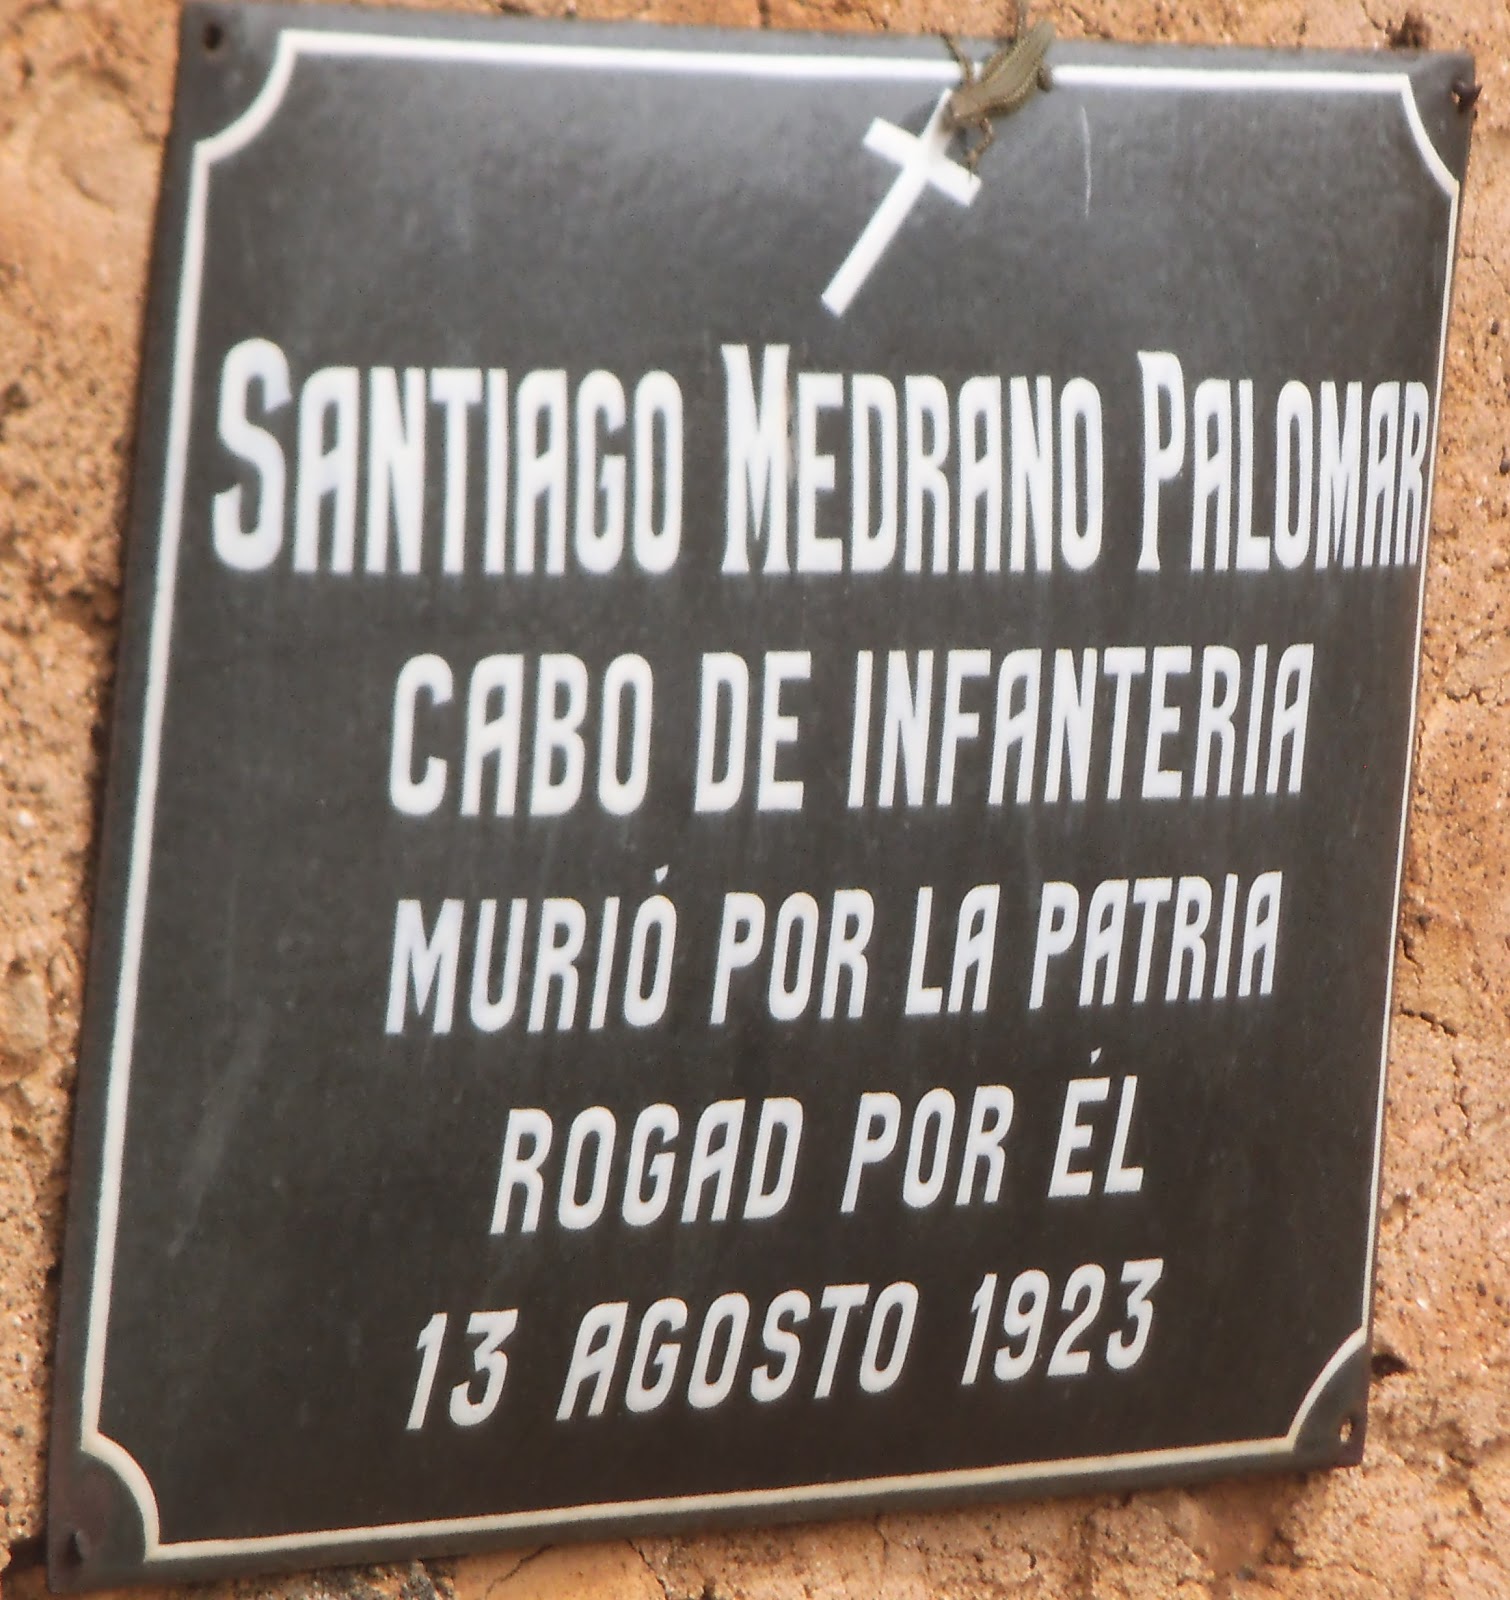 SANTIAGO MEDRANO PALOMAR
CABO DE INFANTERIA
MURIÓ POR LA PATRIA
ROGAD POR ÉL
13 AGOSTO 1923